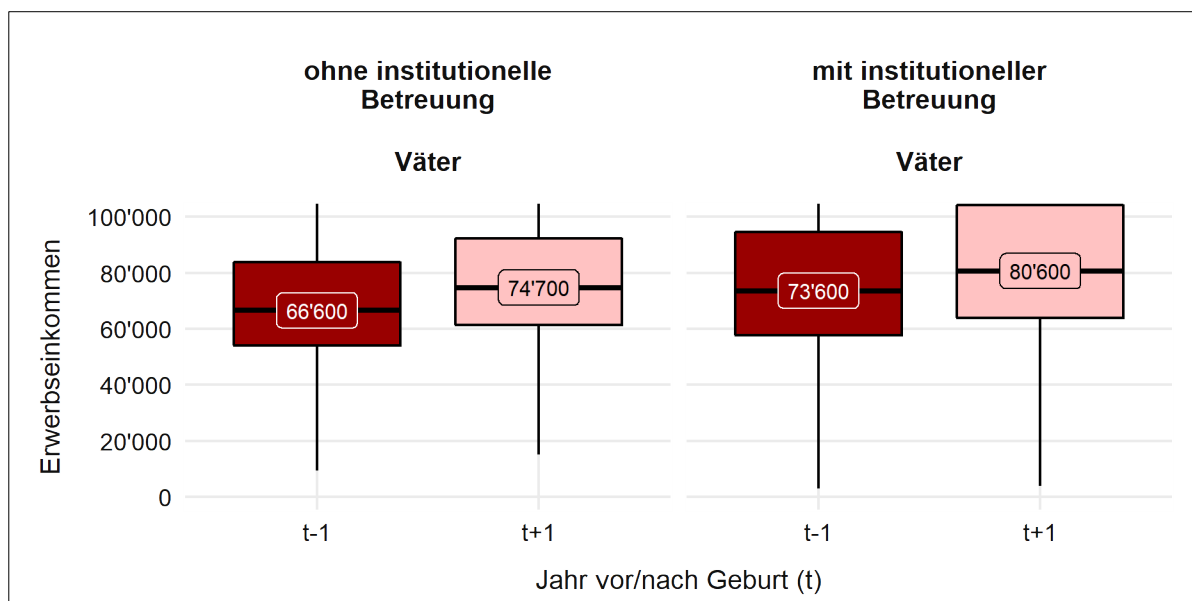 ohne institutionelle
Betreuung
mit institutioneller
Betreuung
Väter
Väter
Erwerbseinkommen
100'000
80'000
60'000
40'000
20'000
0
66'600
74'700
73'600
80'600
t-1
t+1
t-1
t+1
Jahr vor/nach Geburt (t)